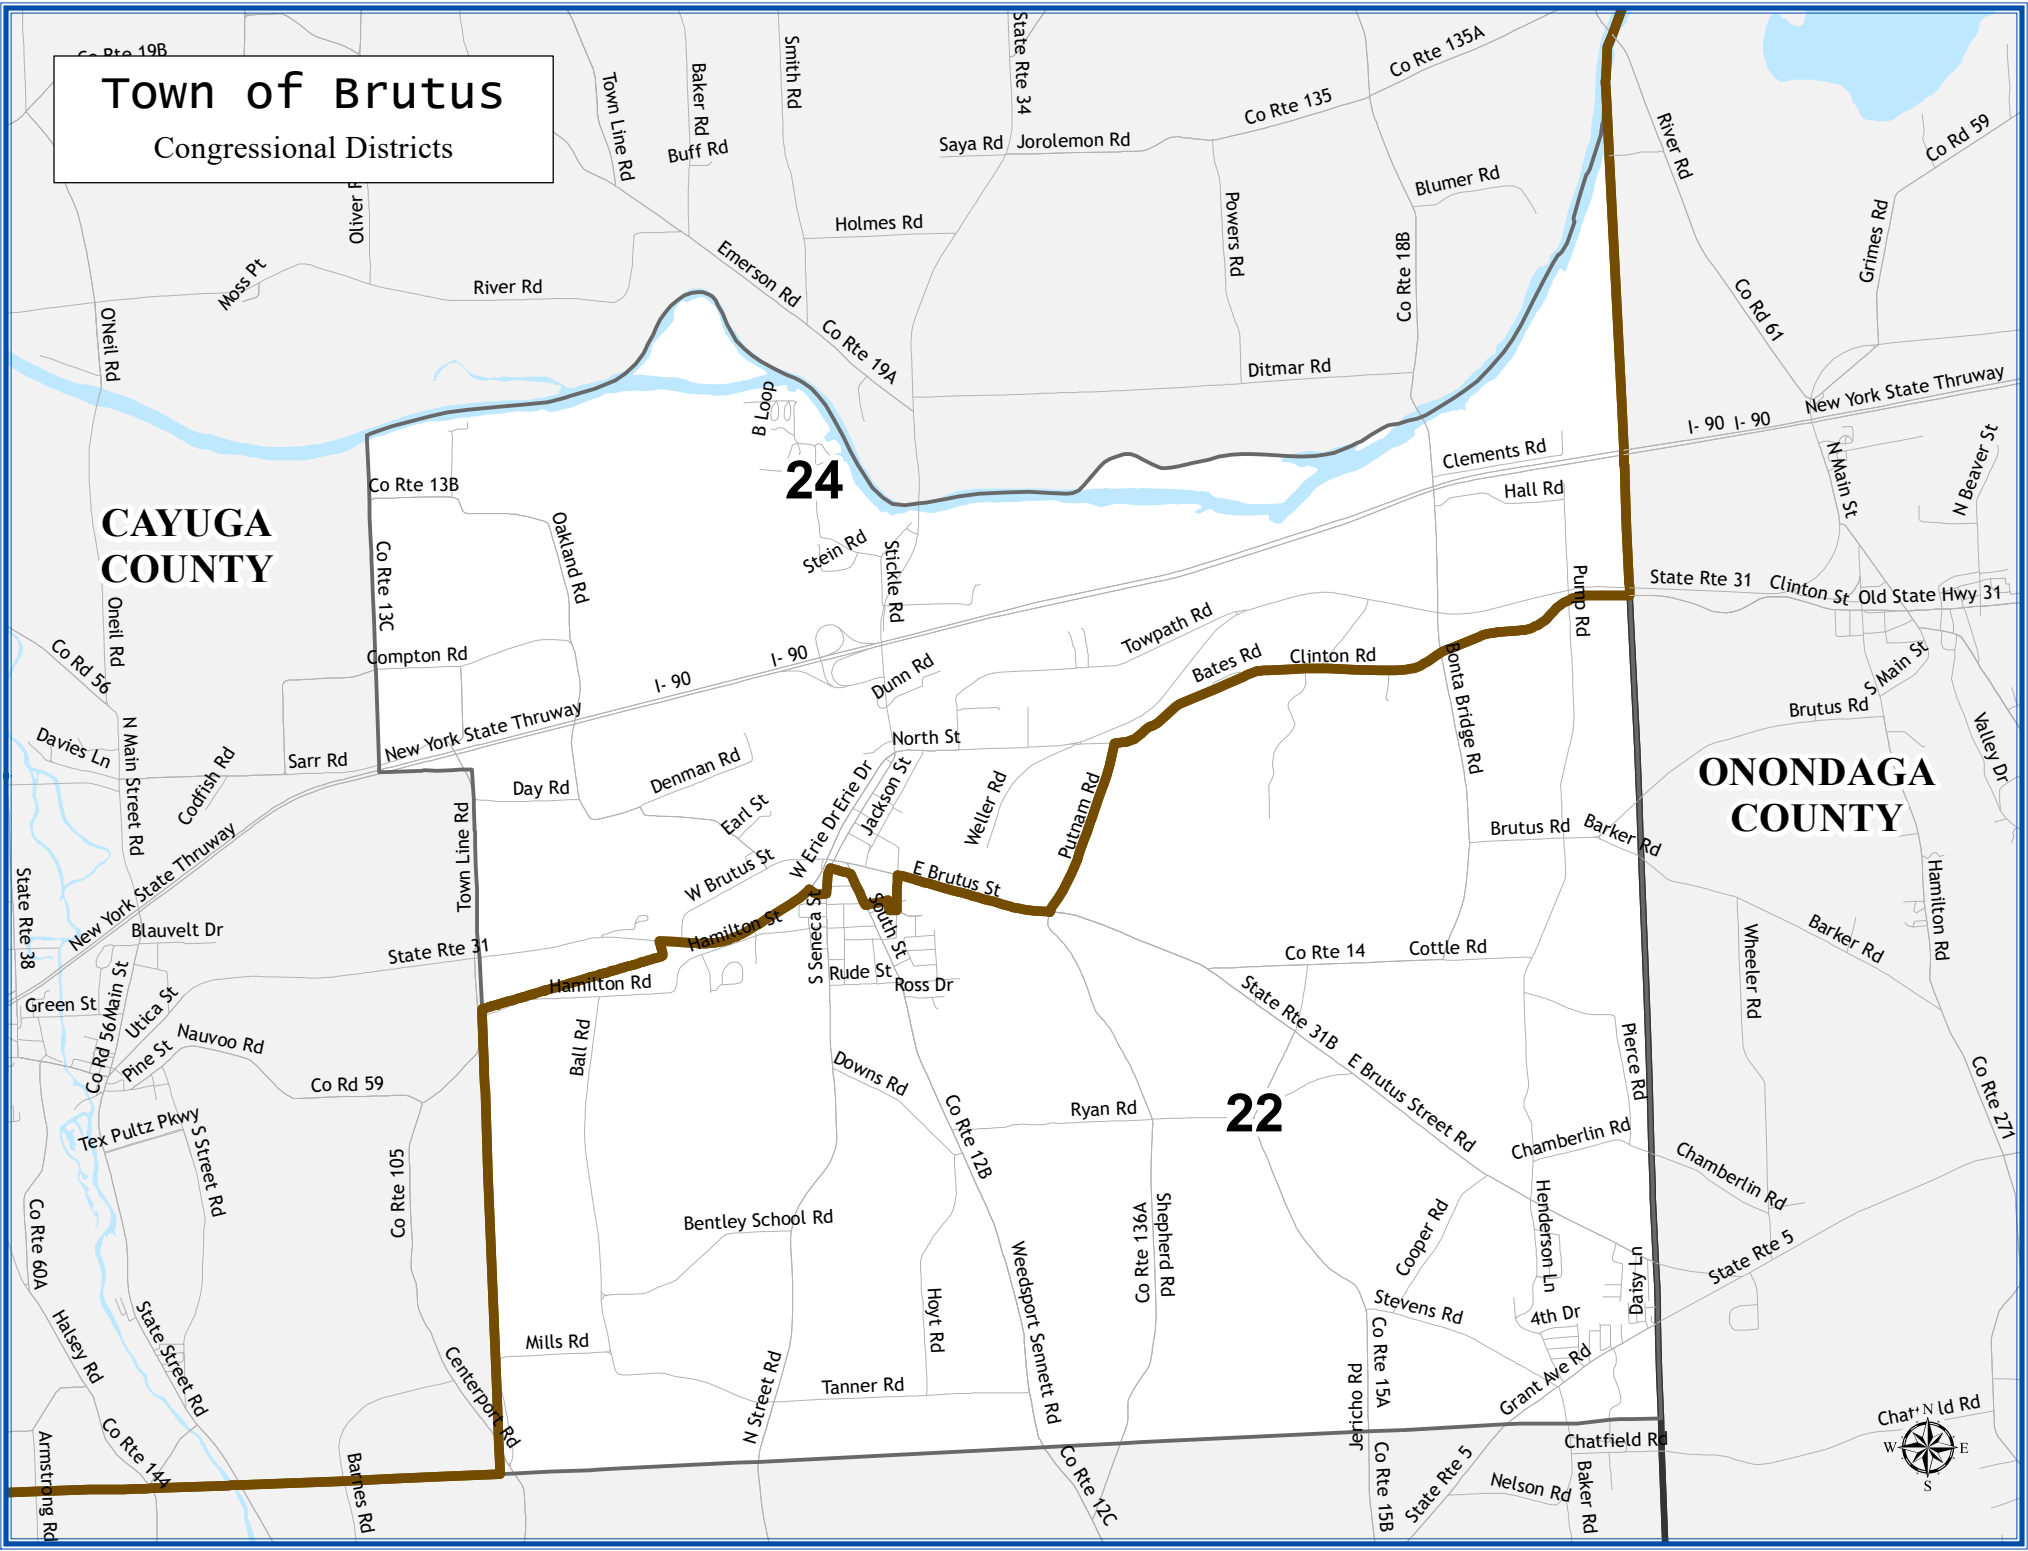 Co Rte 19B
Town of Brutus
Congressional Districts
Town Line Rd
Baker Rd
Buff Rd
Smith Rd
State Rte 34
Saya Rd
Jorolemon Rd
Co Rte 135
Co Rte 135A
River Rd
Co Rd 59
Blumer Rd
Powers Rd
Holmes Rd
Co Rte 18B
Grimes Rd
Oliver
Moss Pt
River Rd
Emerson Rd
Co Rte 19A
Co Rd 61
O'Neil Rd
Ditmar Rd
B Loop
New York State Thruway
I- 90
I- 90
Clements Rd
Hall Rd
N Main St
N Beaver St
24
Co Rte 13B
CAYUGA
COUNTY
Co Rte 13C
Oakland Rd
Stein Rd
Stickle Rd
Pump Rd
State Rte 31
Clinton St
Old State Hwy 31
Oneil Rd
Co Rd 56
Compton Rd
I- 90
I- 90
Dunn Rd
Towpath Rd
Bates Rd
Clinton Rd
Bonta Bridge Rd
S Main St
Brutus Rd
Valley Dr
Davies Ln
N Main Street Rd
Codfish Rd
Sarr Rd
New York State Thruway
North St
Day Rd
Denman Rd
Earl St
W Erie Dr
Erie Dr
Jackson St
Weller Rd
Putnam Rd
ONONDAGA
COUNTY
Brutus Rd
Barker Rd
Town Line Rd
New York State Thruway
State Rte 38
W Brutus St
E Brutus St
Hamilton Rd
Blauvelt Dr
State Rte 31
Hamilton St
S Seneca St
South St
Co Rte 14
Cottle Rd
Wheeler Rd
Barker Rd
Hamilton Rd
Rude St
Ross Dr
Green St
Main St
Utica St
Co Rd 56
Pine St
Nauvoo Rd
Co Rd 59
Ball Rd
Downs Rd
State Rte 31B
E Brutus Street Rd
Pierce Rd
Co Rte 271
Tex Pultz Pkwy
S Street Rd
Co Rte 105
Co Rte 12B
Ryan Rd
22
Chamberlin Rd
Chamberlin Rd
Co Rte 60A
Bentley School Rd
Co Rte 136A
Shepherd Rd
Cooper Rd
Henderson Ln
Daisy Ln
State Rte 5
Weedsport Sennett Rd
Hoyt Rd
Stevens Rd
4th Dr
Halsey Rd
State Street Rd
Centerport Rd
Mills Rd
N Street Rd
Tanner Rd
Jericho Rd
Co Rte 15A
Grant Ave Rd
Armstrong Rd
Co Rte 144
Barnes Rd
Co Rte 12C
Co Rte 15B
State Rte 5
Nelson Rd
Chatfield Rd
Baker Rd
ld Rd
N
W
E
S